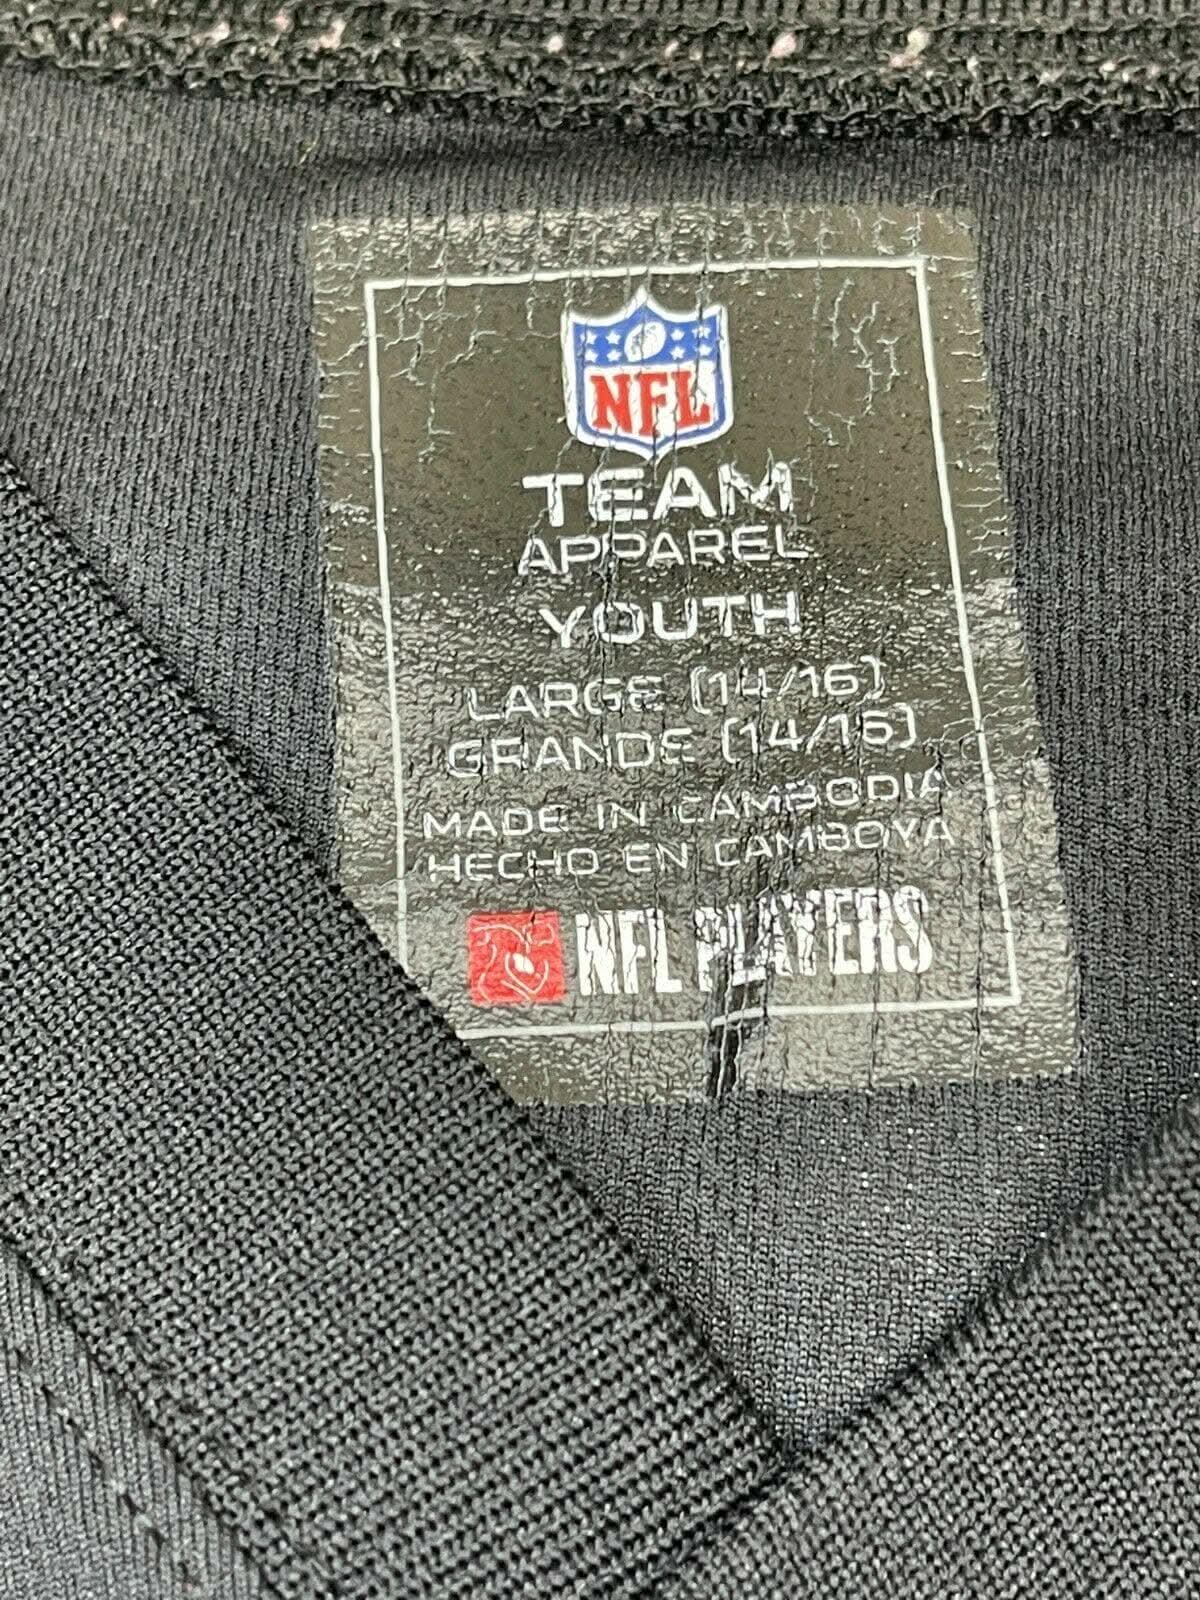 NFL
TEAM
APPAREL
YOUTH
LARGE (14/16)
GRANDE (14/16)
MADE IN CAMBODIA
HECHO EN CAMBOYA
NFL PLAYERS